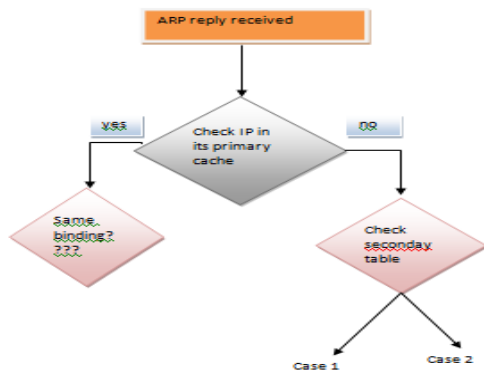 ARP reply received
yes
no
Check IP in
its primary
cache
Same
binding?
???
Check
seconday
table
Case 1
Case 2